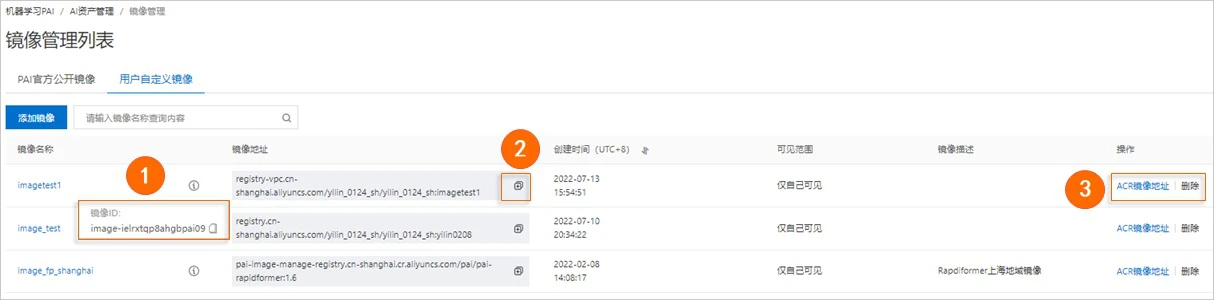 机器学习PAI / AI资产管理 / 镜像管理
镜像管理列表
PAI官方公开镜像 用户自定义镜像
添加镜像 请输入镜像名称查询内容
镜像名称 镜像地址 创建时间（UTC+8） 可见范围 镜像描述 操作
1 2 3
imagetest1 registry-vpc.cn-shanghai.aliyuncs.com/yilin_0124_sh/yilin_0124_sh:imagetest1 2022-07-13 15:54:51 仅自己可见 ACR镜像地址 | 删除
镜像ID:
image-ielrxtqp8ahgbpai09
image_test registry.cn-shanghai.aliyuncs.com/yilin_0124_sh/yilin_0124_sh:yilin0208 2022-07-10 20:34:22 仅自己可见 ACR镜像地址 | 删除
image_fp_shanghai pai-image-manage-registry.cn-shanghai.cr.aliyuncs.com/pai/pai-rapidformer:1.6 2022-02-08 14:08:17 仅自己可见 Rapdiformer上海地域镜像 ACR镜像地址 | 删除